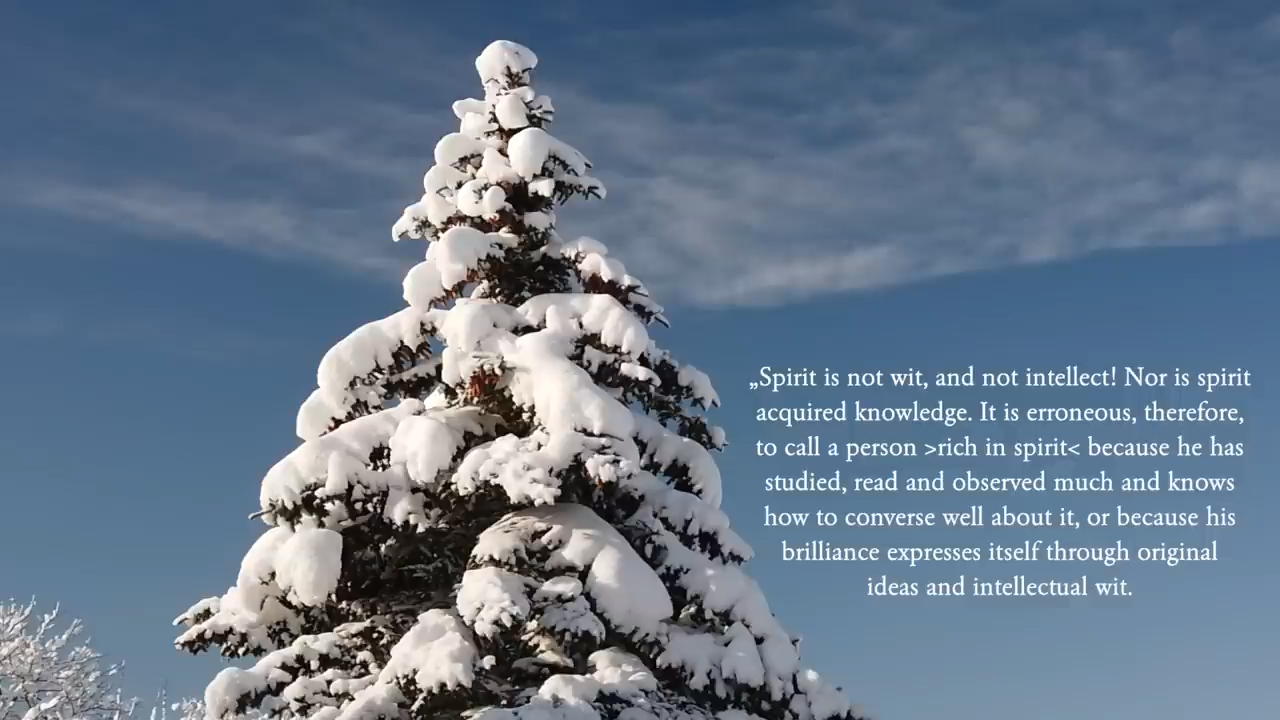 „Spirit is not wit, and not intellect! Nor is spirit
acquired knowledge. It is erroneous, therefore,
to call a person >rich in spirit< because he has
studied, read and observed much and knows
how to converse well about it, or because his
brilliance expresses itself through original
ideas and intellectual wit.